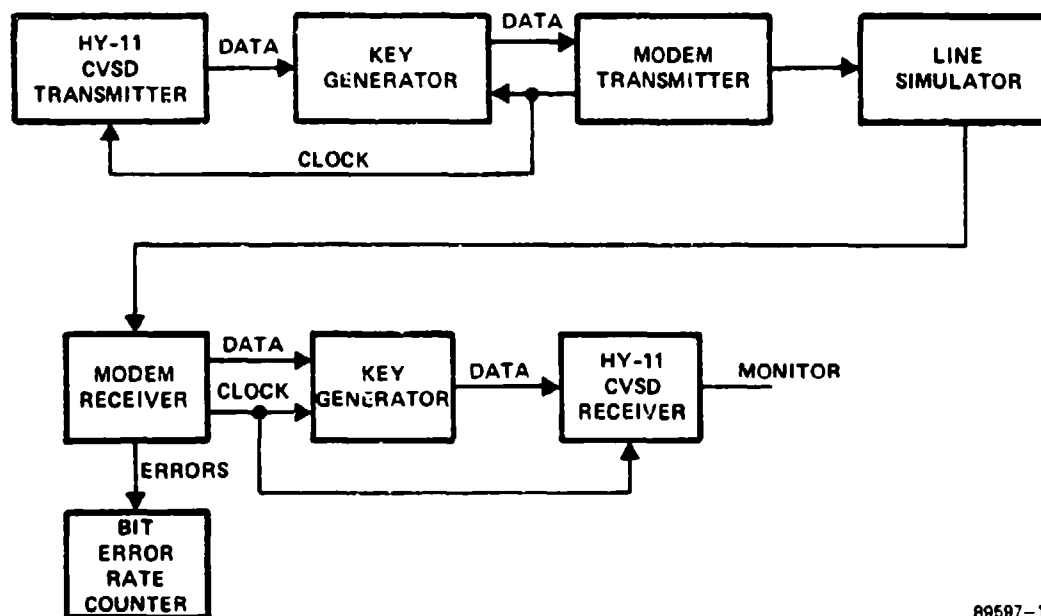 HY-11
CVSD
TRANSMITTER
DATA
KEY
GENERATOR
DATA
MODEM
TRANSMITTER
LINE
SIMULATOR
CLOCK
MODEM
RECEIVER
DATA
CLOCK
KEY
GENERATOR
DATA
HY-11
CVSD
RECEIVER
MONITOR
ERRORS
BIT
ERROR
RATE
COUNTER